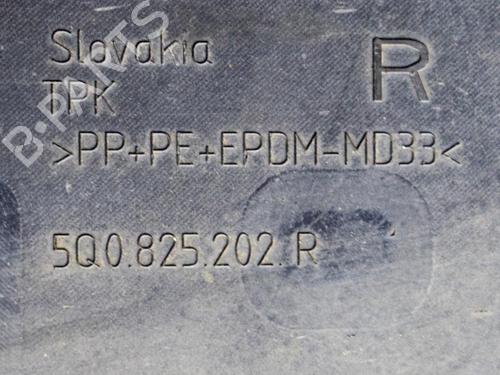 Slovakia
R
TPK
>PP+PE+EPDM-MD33<
5Q0.825.202.R
B-PARTS